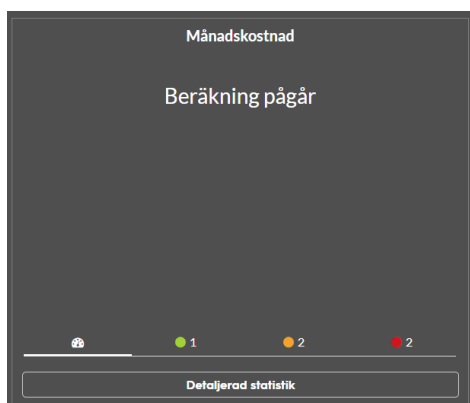 Månadskostnad
Beräkning pågår
1 2 2
Detaljerad statistik